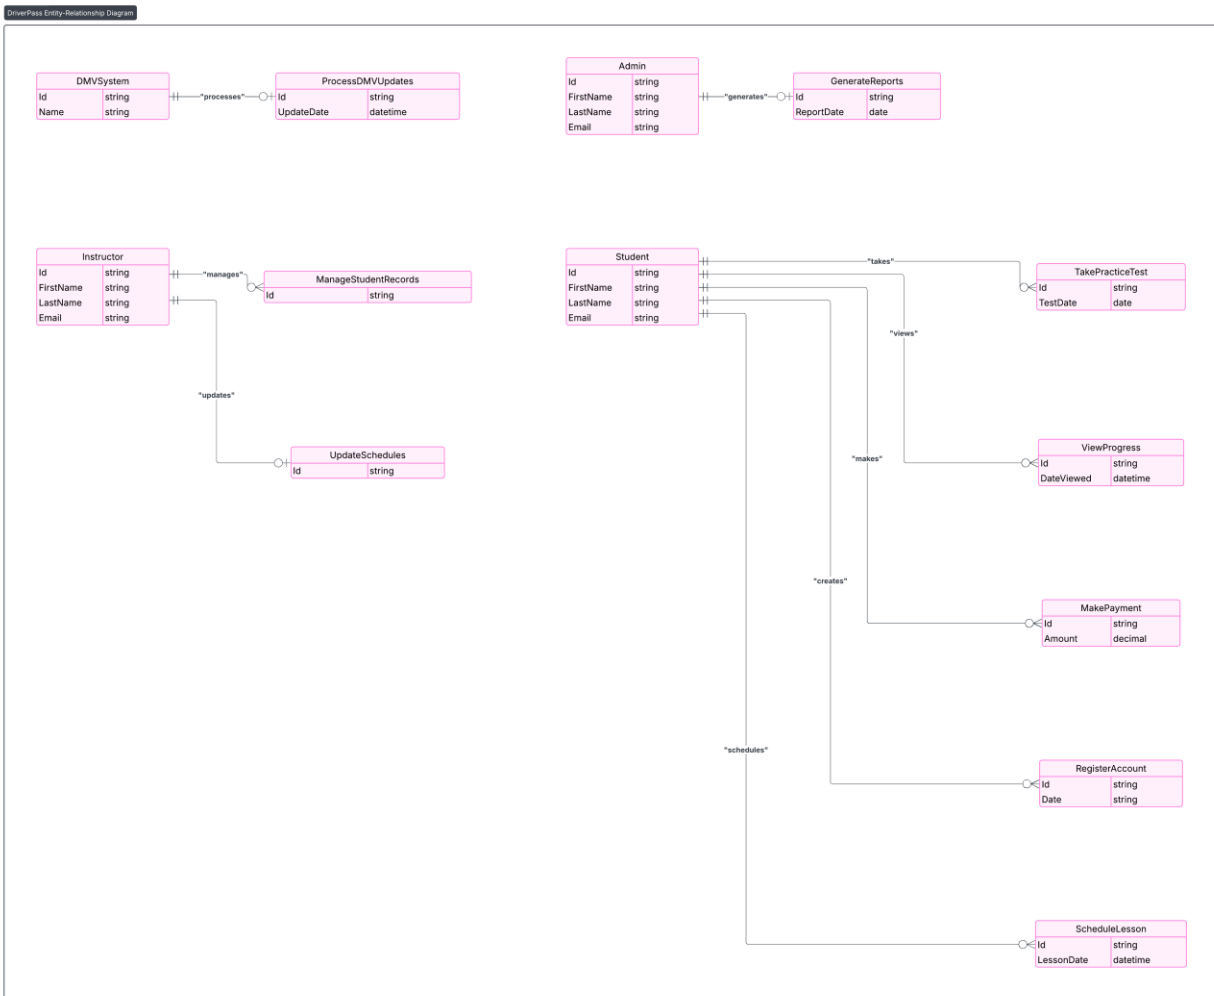 DriverPass Entity-Relationship Diagram
DMVSystem
Id string
Name string
"processes"
ProcessDMVUpdates
Id string
UpdateDate datetime
Admin
Id string
FirstName string
LastName string
Email string
"generates"
GenerateReports
Id string
ReportDate date
Instructor
Id string
FirstName string
LastName string
Email string
"manages"
ManageStudentRecords
Id string
"updates"
UpdateSchedules
Id string
Student
Id string
FirstName string
LastName string
Email string
"takes"
TakePracticeTest
Id string
TestDate date
"views"
ViewProgress
Id string
DateViewed datetime
"makes"
MakePayment
Id string
Amount decimal
"creates"
RegisterAccount
Id string
Date string
"schedules"
ScheduleLesson
Id string
LessonDate datetime